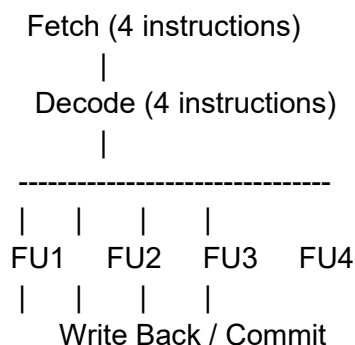 Fetch (4 instructions)
|
Decode (4 instructions)
|
--------------------------------
| | | |
FU1 FU2 FU3 FU4
| | | |
Write Back / Commit